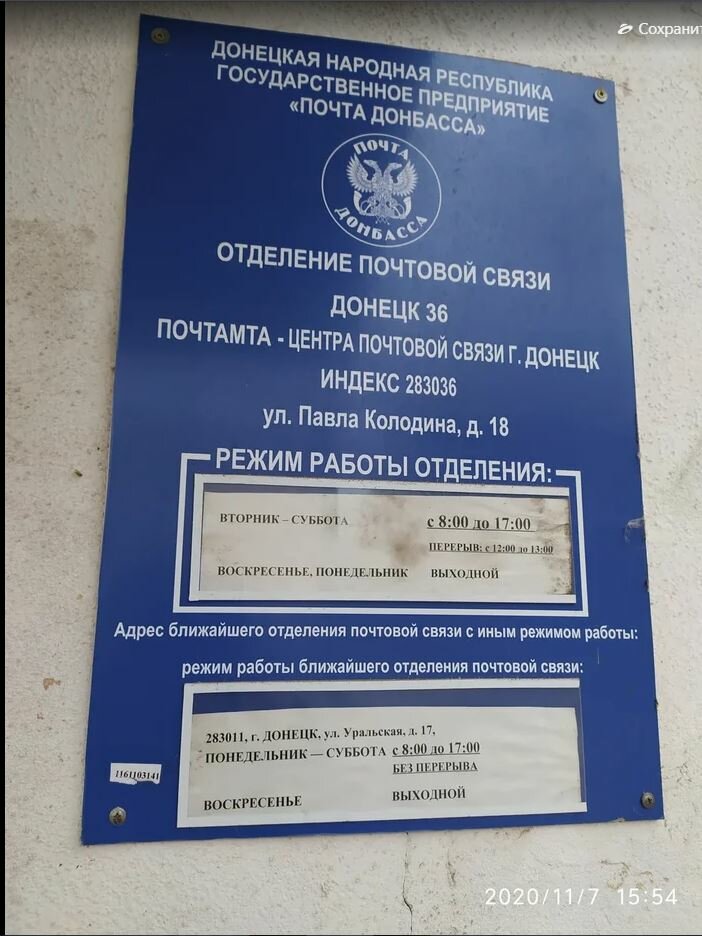 Сохранит
ДОНЕЦКАЯ НАРОДНАЯ РЕСПУБЛИКА
ГОСУДАРСТВЕННОЕ ПРЕДПРИЯТИЕ
«ПОЧТА ДОНБАССА»
ПОЧТА
ДОНБАССА
ОТДЕЛЕНИЕ ПОЧТОВОЙ СВЯЗИ
ДОНЕЦК 36
ПОЧТАМТА - ЦЕНТРА ПОЧТОВОЙ СВЯЗИ Г. ДОНЕЦК
ИНДЕКС 283036
ул. Павла Колодина, д. 18
РЕЖИМ РАБОТЫ ОТДЕЛЕНИЯ:
ВТОРНИК – СУББОТА с 8:00 до 17:00
ПЕРЕРЫВ: с 12:00 до 13:00
ВОСКРЕСЕНЬЕ, ПОНЕДЕЛЬНИК ВЫХОДНОЙ
Адрес ближайшего отделения почтовой связи с иным режимом работы:
режим работы ближайшего отделения почтовой связи:
283011, г. ДОНЕЦК, ул. Уральская, д. 17,
ПОНЕДЕЛЬНИК — СУББОТА с 8:00 до 17:00
БЕЗ ПЕРЕРЫВА
1161103141
ВОСКРЕСЕНЬЕ ВЫХОДНОЙ
2020/11/7 15:54